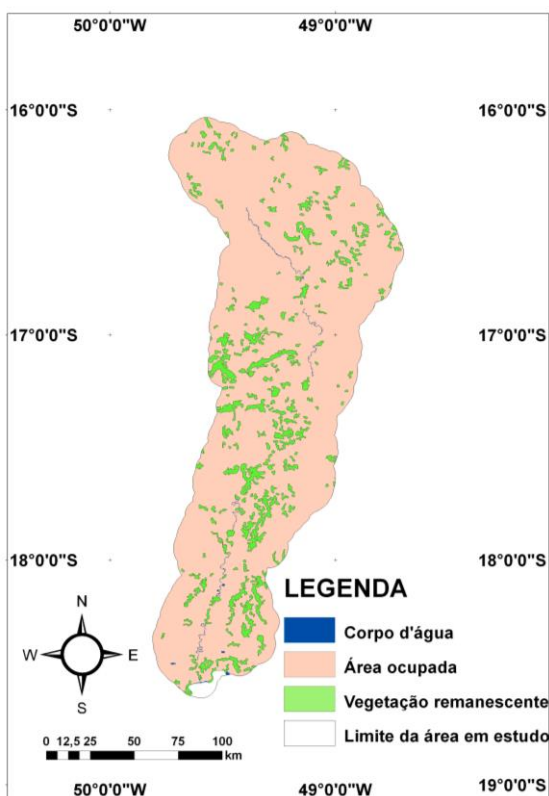 50°0'0"W 49°0'0"W
16°0'0"S 16°0'0"S
17°0'0"S 17°0'0"S
18°0'0"S 18°0'0"S
LEGENDA
Corpo d'água
Área ocupada
Vegetação remanescente
Limite da área em estudo
N
W E
S
0 12,5 25 50 75 100
km
19°0'0"S
50°0'0"W 49°0'0"W